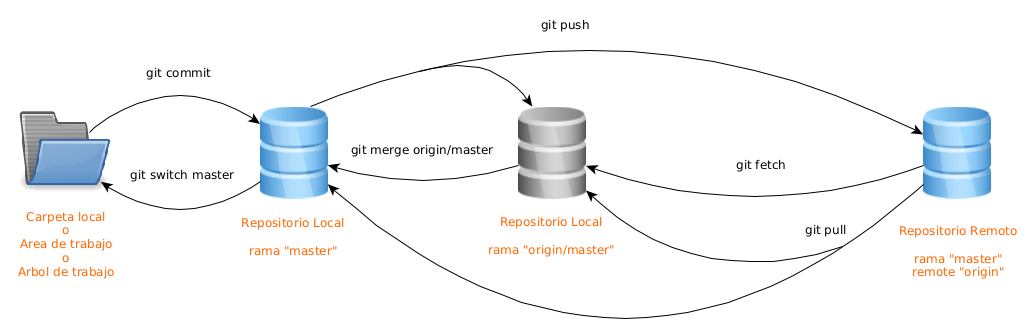 git push
git commit
git merge origin/master
git fetch
git switch master
git pull
Carpeta local
o
Area de trabajo
o
Arbol de trabajo
Repositorio Local
rama "master"
Repositorio Local
rama "origin/master"
Repositorio Remoto
rama "master"
remote "origin"